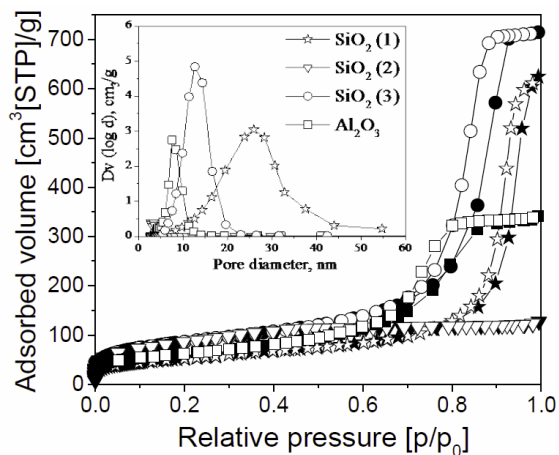 Adsorbed volume [cm³[STP]/g]
700
600
500
400
300
200
100
0
0.0 0.2 0.4 0.6 0.8 1.0
Relative pressure [p/p₀]
Dv (log d), cm³/g
5
4
3
2
1
0
0 10 20 30 40 50 60
Pore diameter, nm
SiO₂ (1)
SiO₂ (2)
SiO₂ (3)
Al₂O₃